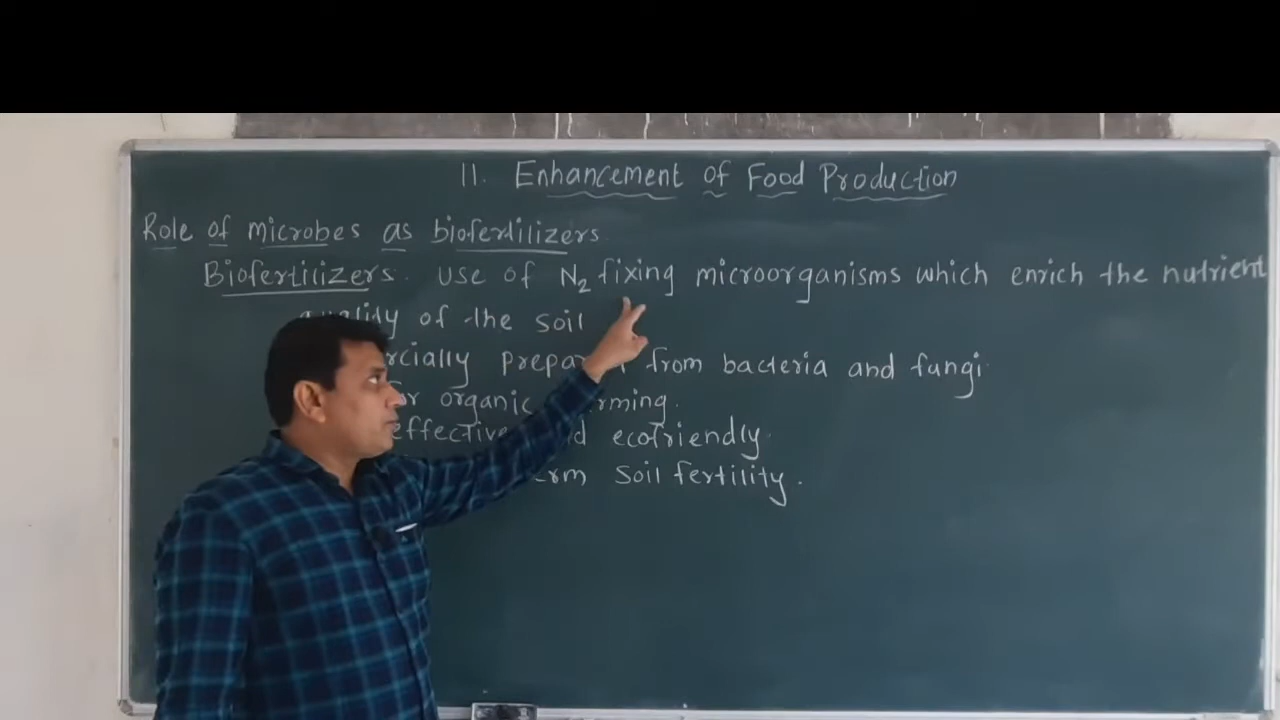 11. Enhancement of Food Production
Role of microbes as biofertilizers.
Biofertilizers. use of N2 fixing microorganisms which enrich the nutrient
quality of the soil
from bacteria and fungi.
organic
effective ecofriendly.
Soil fertility.